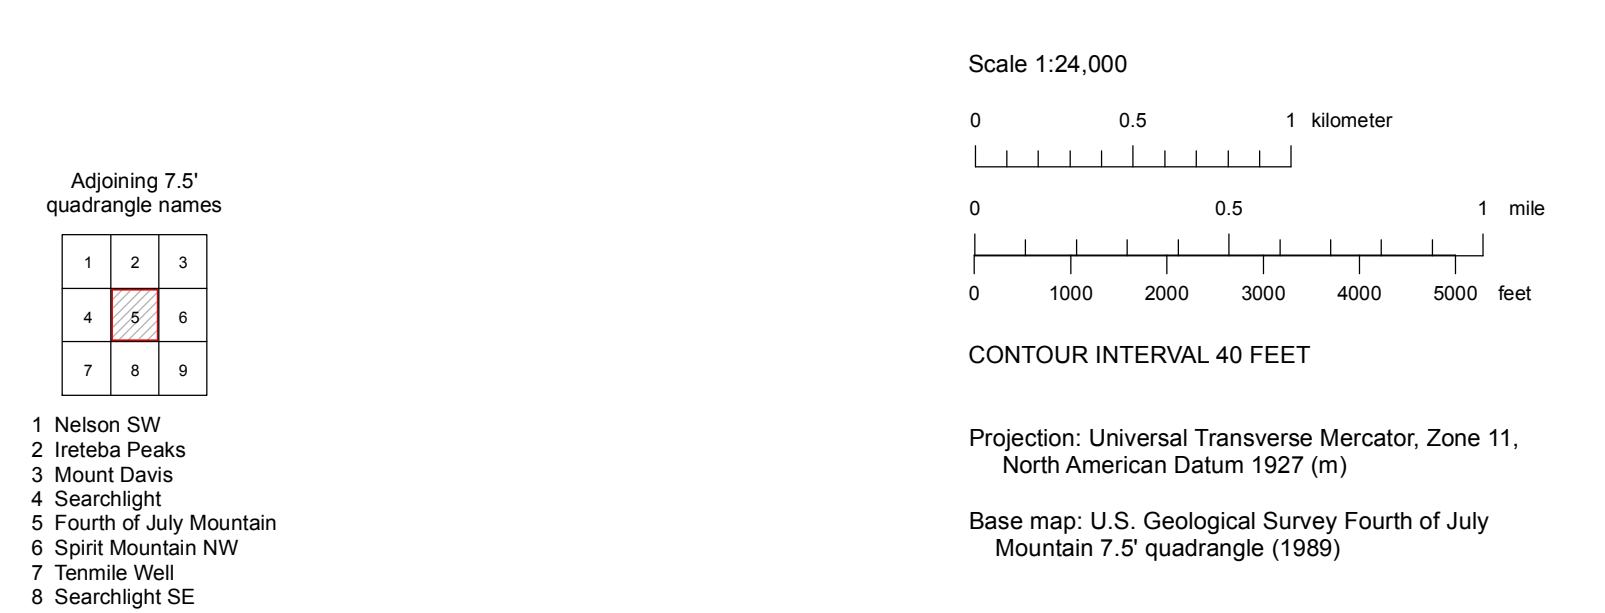 Adjoining 7.5'
quadrangle names
1 2 3
4 5 6
7 8 9
1 Nelson SW
2 Ireteba Peaks
3 Mount Davis
4 Searchlight
5 Fourth of July Mountain
6 Spirit Mountain NW
7 Tenmile Well
8 Searchlight SE
Scale 1:24,000
0 0.5 1 kilometer
0 0.5 1 mile
0 1000 2000 3000 4000 5000 feet
CONTOUR INTERVAL 40 FEET
Projection: Universal Transverse Mercator, Zone 11,
North American Datum 1927 (m)
Base map: U.S. Geological Survey Fourth of July
Mountain 7.5' quadrangle (1989)